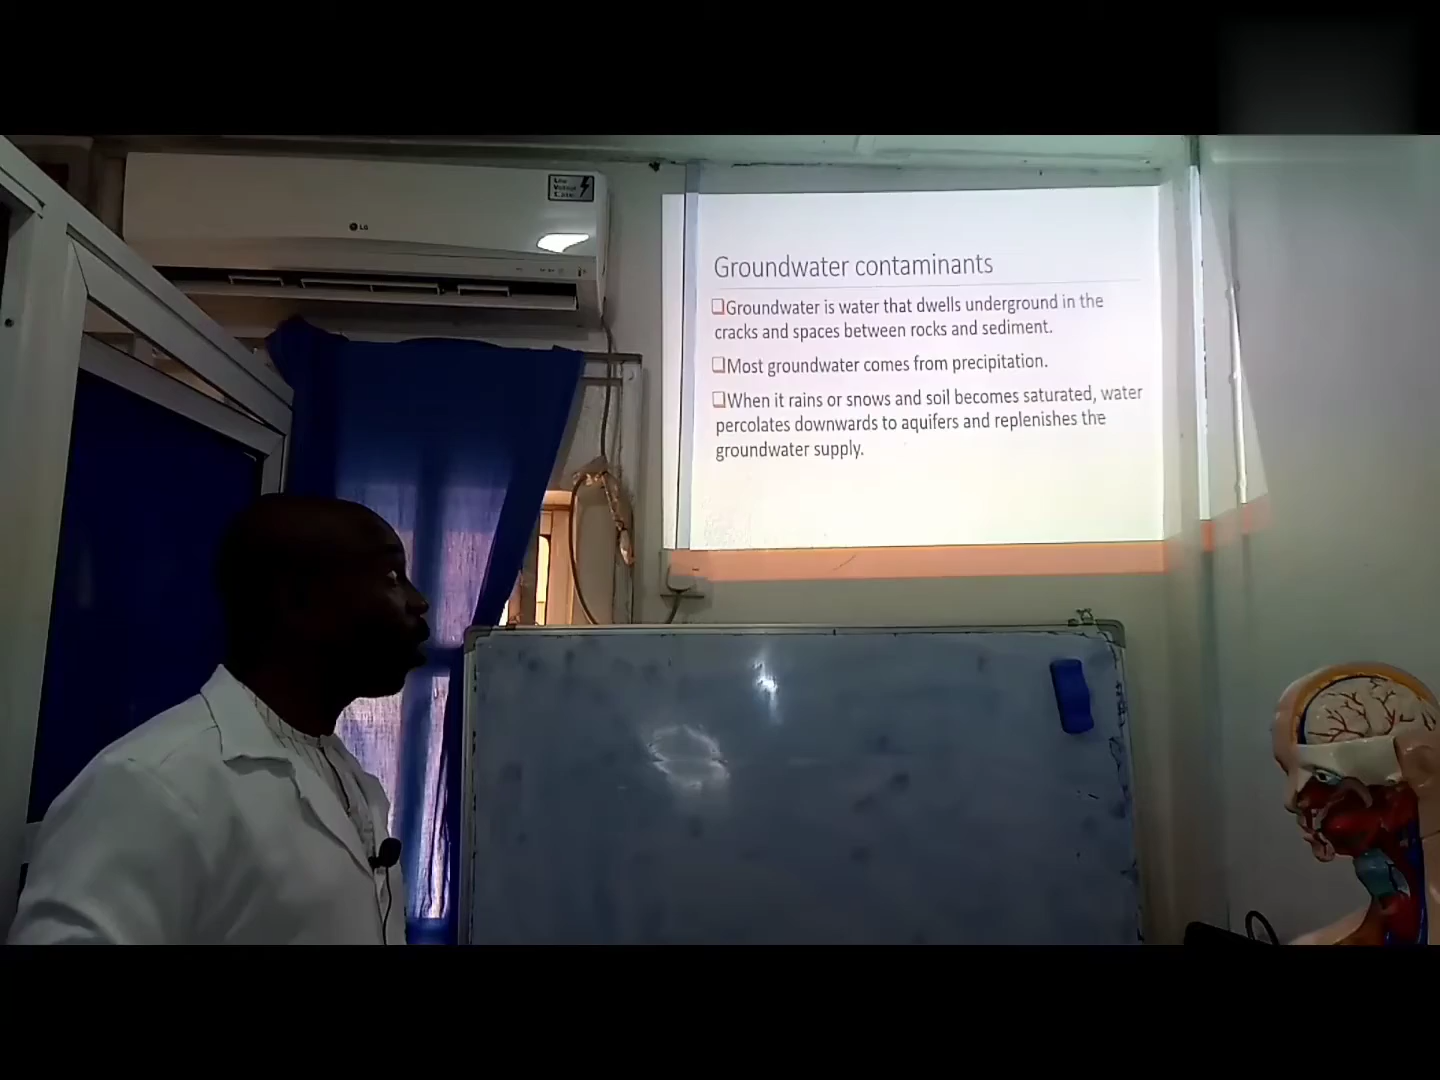 LG
Low
Voltage
Groundwater contaminants
❑Groundwater is water that dwells underground in the
cracks and spaces between rocks and sediment.
❑Most groundwater comes from precipitation.
❑When it rains or snows and soil becomes saturated, water
percolates downwards to aquifers and replenishes the
groundwater supply.